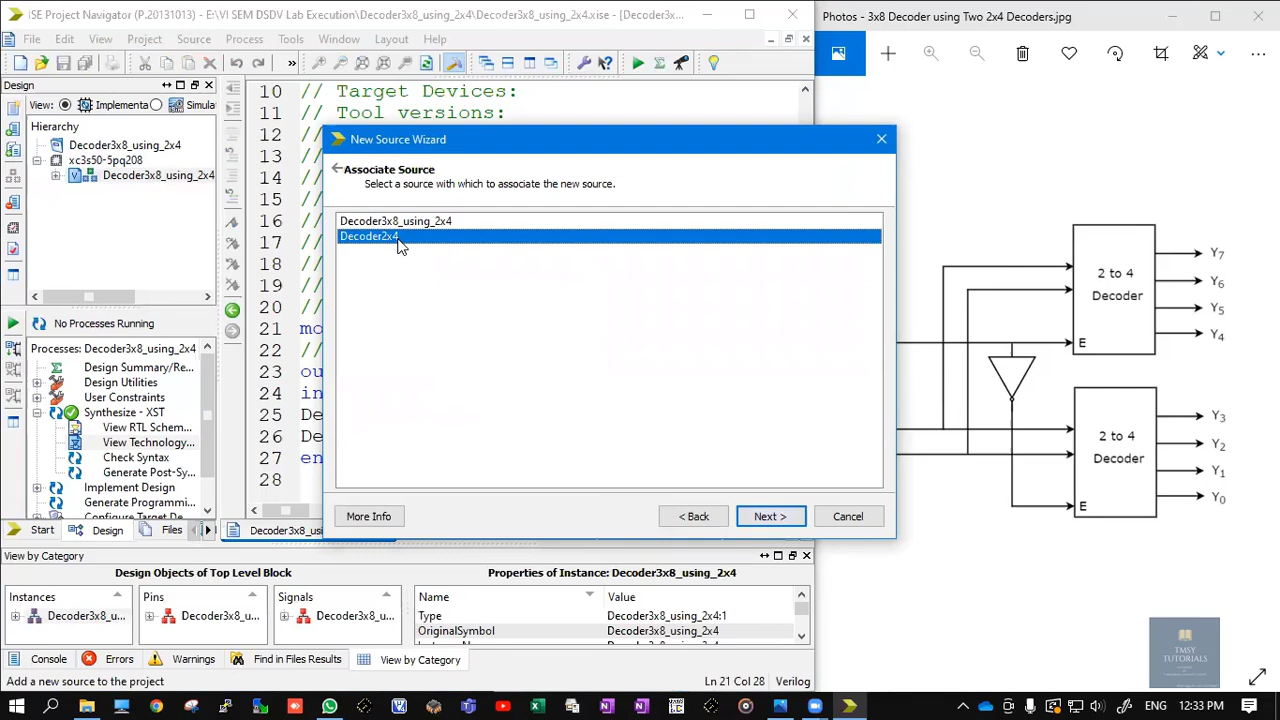 ISE Project Navigator (P.20131013) - E:\VI SEM DSDV Lab Execution\Decoder3x8_using_2x4\Decoder3x8_using_2x4.xise - [Decoder3x8_us...
File Edit View Project Source Process Tools Window Layout Help
Design
View: Implementa Simula
Hierarchy
Decoder3x8_using_2x4
xc3s50-5pq208
Decoder3x8_using_2x4
No Processes Running
Processes: Decoder3x8_using_2x4
Design Summary/Re...
Design Utilities
User Constraints
Synthesize - XST
View RTL Schem...
View Technology...
Check Syntax
Generate Post-Sy...
Implement Design
Generate Programmi...
Start Design Files
10 // Target Devices:
11 // Tool versions:
12 //
13 //
14 //
15 //
16 //
17 //
18 //
19 //
20 //
21 mo
22 //
23 ou
24 in
25 De
26 De
27 en
28
Decoder3x8_us
New Source Wizard
Associate Source
Select a source with which to associate the new source.
Decoder3x8_using_2x4
Decoder2x4
More Info < Back Next > Cancel
View by Category
Design Objects of Top Level Block
Instances Pins Signals
Decoder3x8_u... Decoder3x8_u... Decoder3x8_u...
Properties of Instance: Decoder3x8_using_2x4
Name Value
Type Decoder3x8_using_2x4:1
OriginalSymbol Decoder3x8_using_2x4
Console Errors Warnings Find in Files Results View by Category
Add a new source to the project
Ln 21 Col 28 Verilog
Photos - 3x8 Decoder using Two 2x4 Decoders.jpg
2 to 4
Decoder
E
Y7
Y6
Y5
Y4
2 to 4
Decoder
E
Y3
Y2
Y1
Y0
TMSY
TUTORIALS
12:33 PM